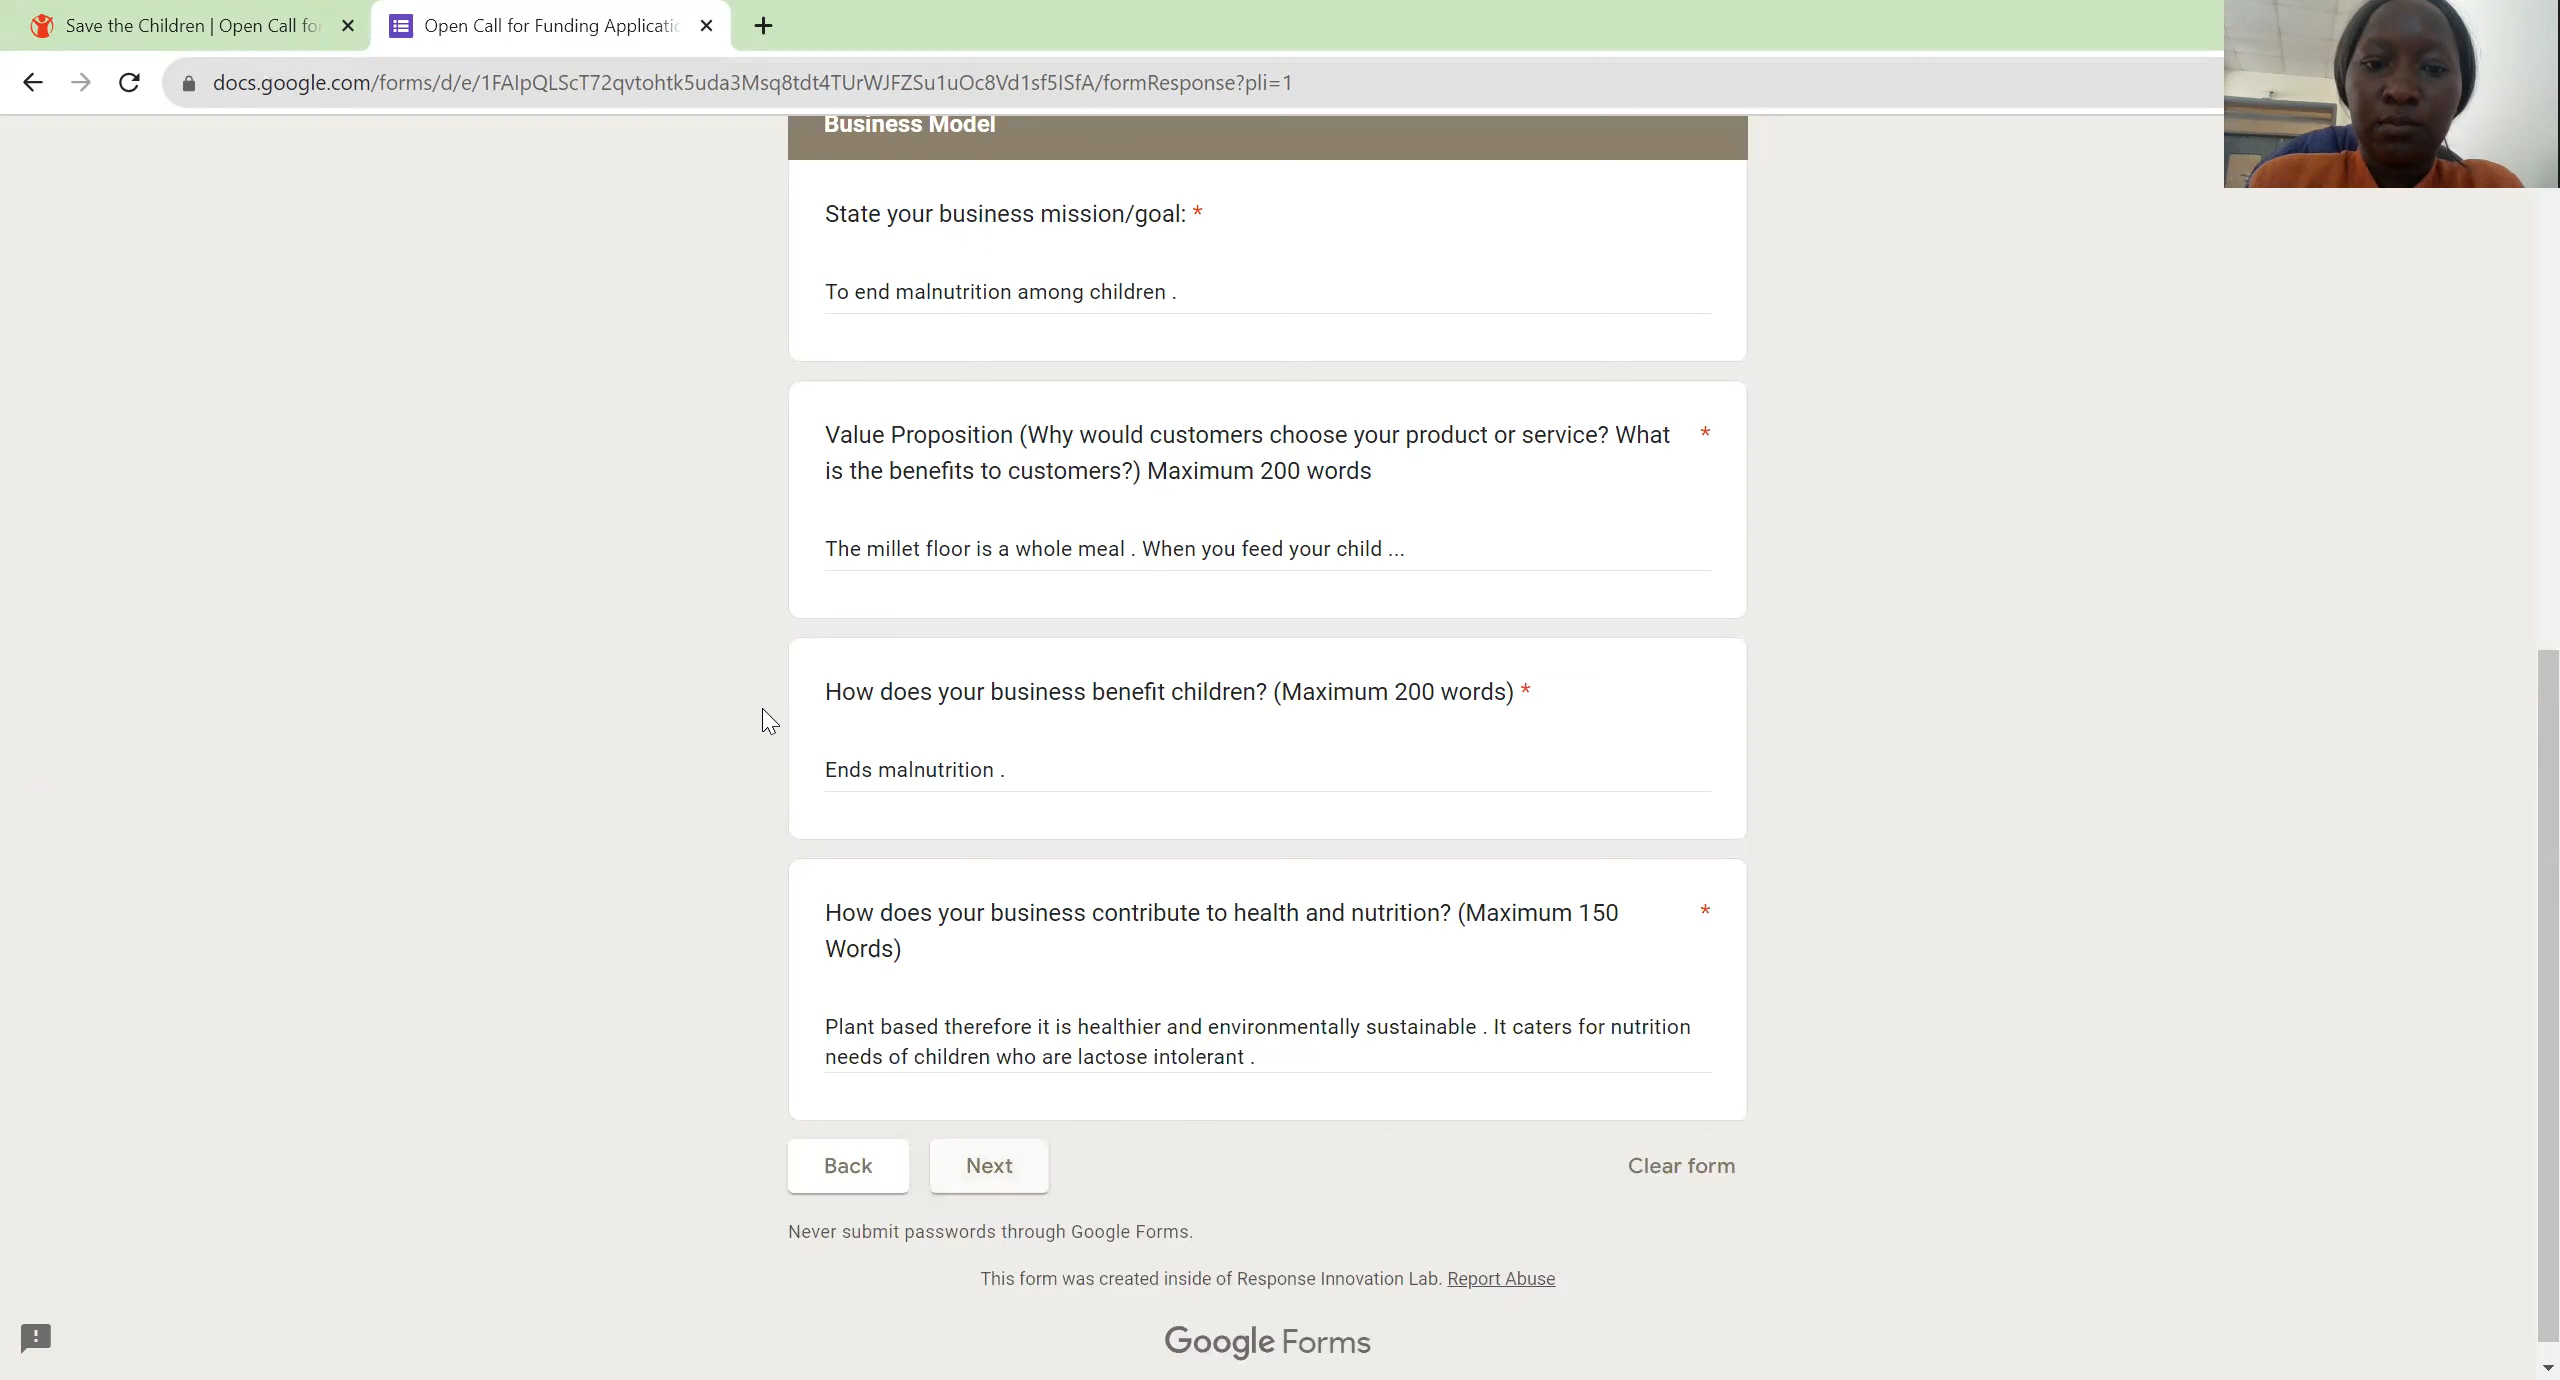 Save the Children | Open Call for
Open Call for Funding Applicatio
docs.google.com/forms/d/e/1FAIpQLScT72qvtohtk5uda3Msq8tdt4TUrWJFZSu1uOc8Vd1sf5ISfA/formResponse?pli=1
Business Model
State your business mission/goal: *
To end malnutrition among children .
Value Proposition (Why would customers choose your product or service? What *
is the benefits to customers?) Maximum 200 words
The millet floor is a whole meal . When you feed your child ...
How does your business benefit children? (Maximum 200 words) *
Ends malnutrition .
How does your business contribute to health and nutrition? (Maximum 150 *
Words)
Plant based therefore it is healthier and environmentally sustainable . It caters for nutrition
needs of children who are lactose intolerant .
Back Next Clear form
Never submit passwords through Google Forms.
This form was created inside of Response Innovation Lab. Report Abuse
Google Forms